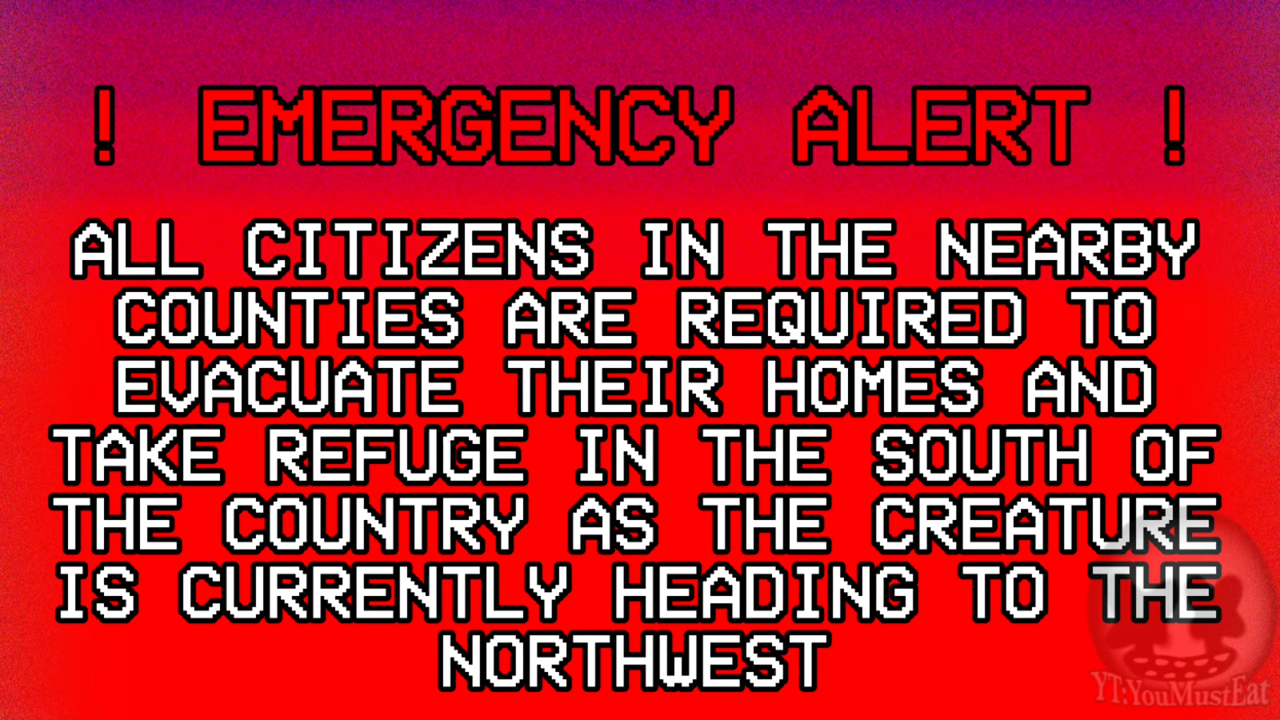 ! EMERGENCY ALERT !
ALL CITIZENS IN THE NEARBY
COUNTIES ARE REQUIRED TO
EVACUATE THEIR HOMES AND
TAKE REFUGE IN THE SOUTH OF
THE COUNTRY AS THE CREATURE
IS CURRENTLY HEADING TO THE
NORTHWEST
YT:YouMustEat